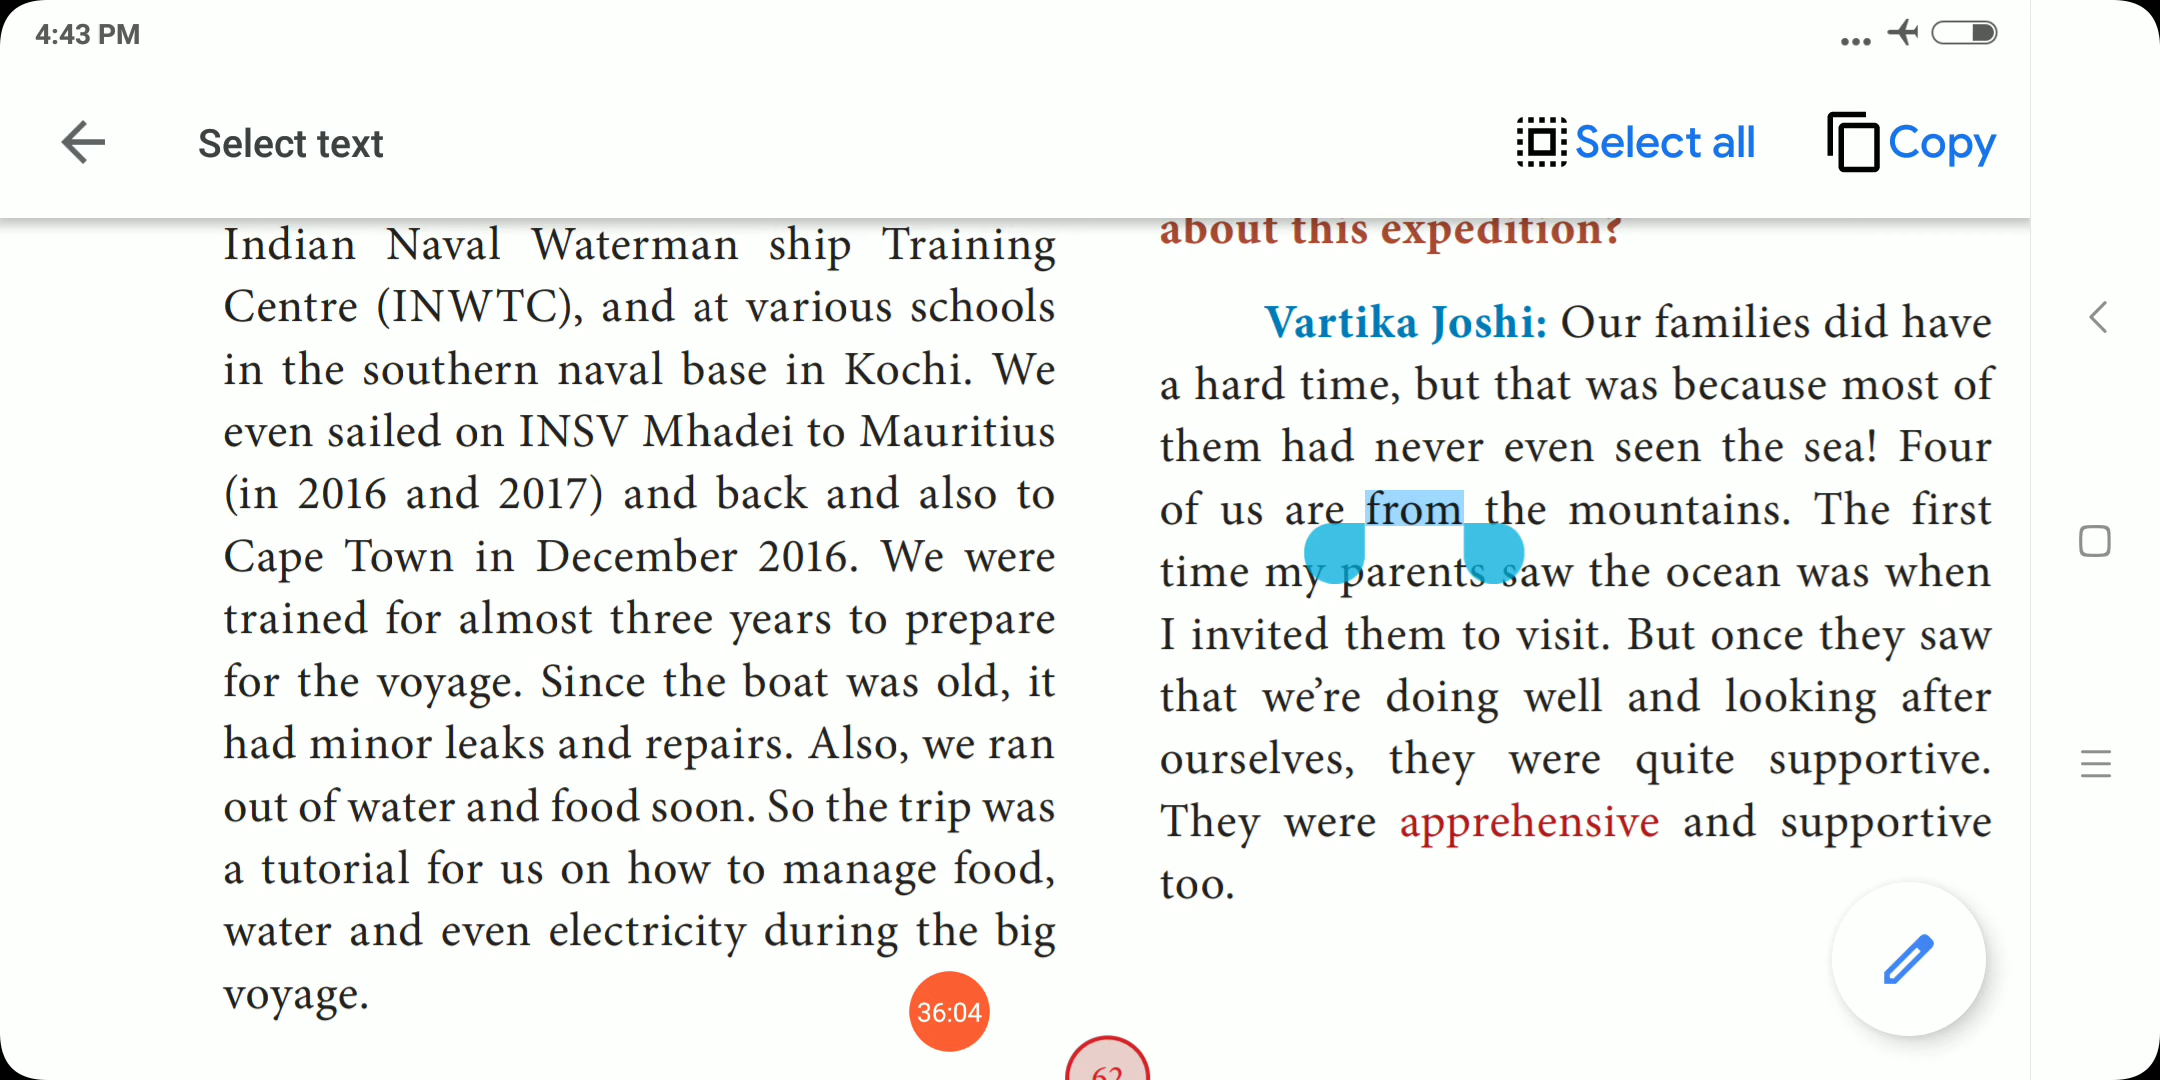 4:43 PM
Select text
Select all
Copy
Indian Naval Waterman ship Training
Centre (INWTC), and at various schools
in the southern naval base in Kochi. We
even sailed on INSV Mhadei to Mauritius
(in 2016 and 2017) and back and also to
Cape Town in December 2016. We were
trained for almost three years to prepare
for the voyage. Since the boat was old, it
had minor leaks and repairs. Also, we ran
out of water and food soon. So the trip was
a tutorial for us on how to manage food,
water and even electricity during the big
voyage.
about this expedition?
Vartika Joshi: Our families did have
a hard time, but that was because most of
them had never even seen the sea! Four
of us are from the mountains. The first
time my parents saw the ocean was when
I invited them to visit. But once they saw
that we’re doing well and looking after
ourselves, they were quite supportive.
They were apprehensive and supportive
too.
36:04
62